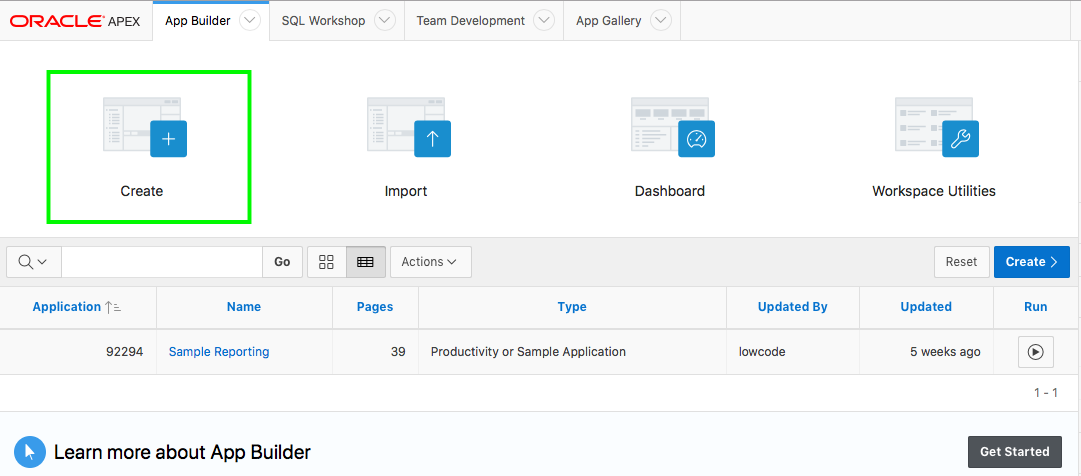 ORACLE APEX App Builder SQL Workshop Team Development App Gallery
Create Import Dashboard Workspace Utilities
Go Actions Reset Create
Application Name Pages Type Updated By Updated Run
92294 Sample Reporting 39 Productivity or Sample Application lowcode 5 weeks ago
1 - 1
Learn more about App Builder Get Started